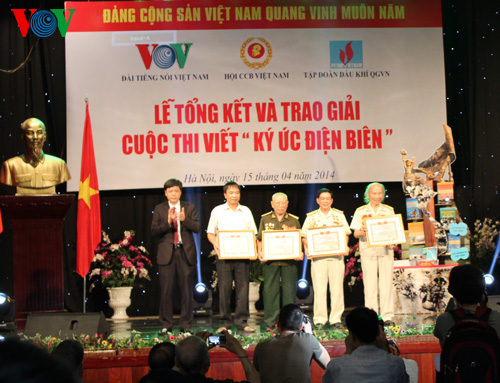 VOV
ĐẢNG CỘNG SẢN VIỆT NAM QUANG VINH MUÔN NĂM
VOV
ĐÀI TIẾNG NÓI VIỆT NAM
HỘI CCB VIỆT NAM
PETROVIETNAM
TẬP ĐOÀN DẦU KHÍ QGVN
LỄ TỔNG KẾT VÀ TRAO GIẢI
CUỘC THI VIẾT “ KÝ ỨC ĐIỆN BIÊN ”
Hà Nội, ngày 15 tháng 04 năm 2014